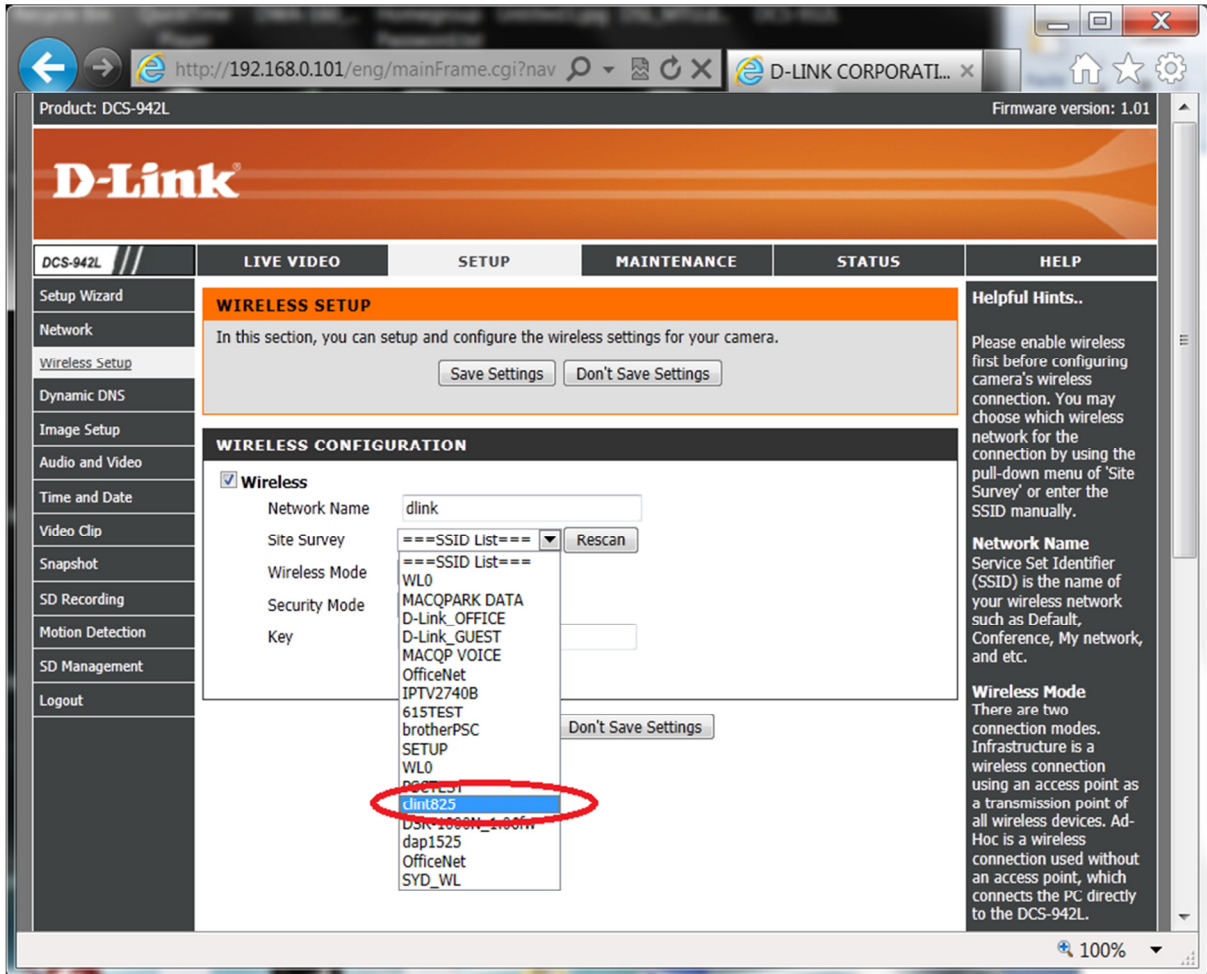 http://192.168.0.101/eng/mainFrame.cgi?nav
D-LINK CORPORATI...
Product: DCS-942L
Firmware version: 1.01
D-Link®
DCS-942L
LIVE VIDEO
SETUP
MAINTENANCE
STATUS
HELP
Setup Wizard
Network
Wireless Setup
Dynamic DNS
Image Setup
Audio and Video
Time and Date
Video Clip
Snapshot
SD Recording
Motion Detection
SD Management
Logout
WIRELESS SETUP
In this section, you can setup and configure the wireless settings for your camera.
Save Settings
Don't Save Settings
WIRELESS CONFIGURATION
Wireless
Network Name
dlink
Site Survey
===SSID List===
Rescan
Wireless Mode
Security Mode
Key
===SSID List===
WL0
MACQPARK DATA
D-Link_OFFICE
D-Link_GUEST
MACQP VOICE
OfficeNet
IPTV2740B
615TEST
brotherPSC
SETUP
WL0
PSCTEST
clint825
DSR-1000N_1.06fw
dap1525
OfficeNet
SYD_WL
Don't Save Settings
Helpful Hints..
Please enable wireless
first before configuring
camera's wireless
connection. You may
choose which wireless
network for the
connection by using the
pull-down menu of 'Site
Survey' or enter the
SSID manually.
Network Name
Service Set Identifier
(SSID) is the name of
your wireless network
such as Default,
Conference, My network,
and etc.
Wireless Mode
There are two
connection modes.
Infrastructure is a
wireless connection
using an access point as
a transmission point of
all wireless devices. Ad-
Hoc is a wireless
connection used without
an access point, which
connects the PC directly
to the DCS-942L.
100%